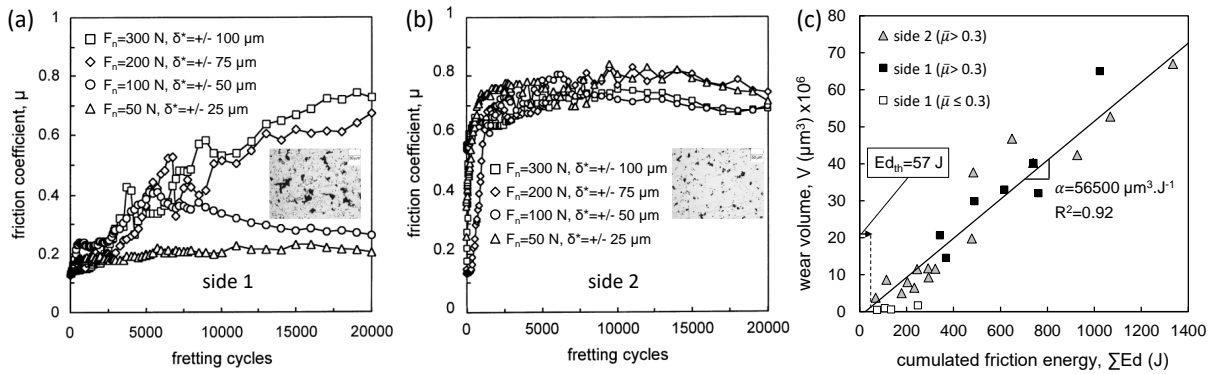 (a)
friction coefficient, μ
1
0.8
0.6
0.4
0.2
0
Fn=300 N, δ*=+/- 100 μm
Fn=200 N, δ*=+/- 75 μm
Fn=100 N, δ*=+/- 50 μm
Fn=50 N, δ*=+/- 25 μm
side 1
0 5000 10000 15000 20000
fretting cycles
(b)
friction coefficient, μ
1
0.8
0.6
0.4
0.2
0
Fn=300 N, δ*=+/- 100 μm
Fn=200 N, δ*=+/- 75 μm
Fn=100 N, δ*=+/- 50 μm
Fn=50 N, δ*=+/- 25 μm
side 2
0 5000 10000 15000 20000
fretting cycles
(c)
wear volume, V (μm³) x10⁶
80
70
60
50
40
30
20
10
0
side 2 (μ̄> 0.3)
side 1 (μ̄> 0.3)
side 1 (μ̄ ≤ 0.3)
Ed_th=57 J
α=56500 μm³.J⁻¹
R²=0.92
0 200 400 600 800 1000 1200 1400
cumulated friction energy, ∑Ed (J)